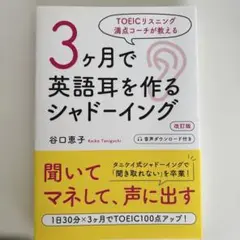 TOEICリスニング
満点コーチが教える
3ヶ月で
英語耳を作る
シャドーイング
改訂版
谷口恵子 Keiko Taniguchi
音声ダウンロード付き
聞いて
タニケイ式シャドーイングで
「聞き取れない」を卒業!
マネして、声に出す
1日30分×3ヶ月でTOEIC100点アップ!